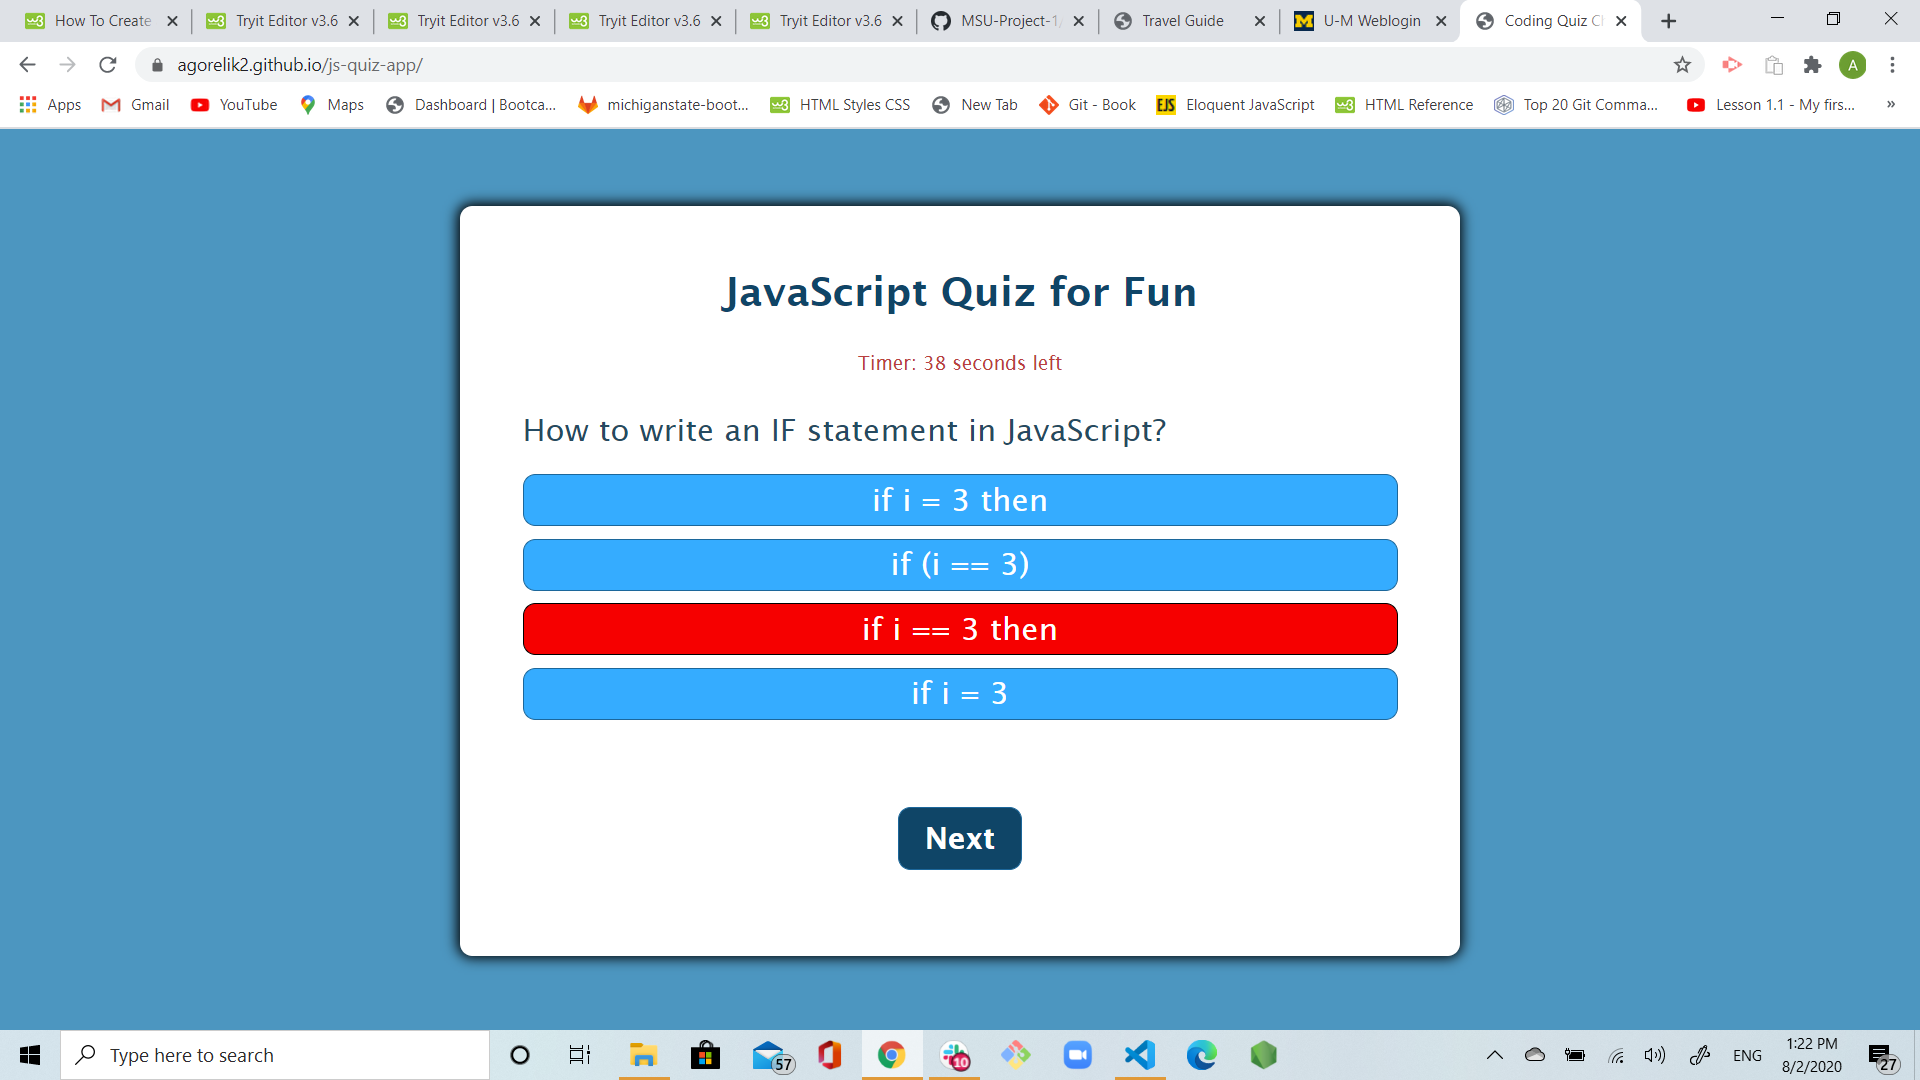 How To Create
Tryit Editor v3.6
Tryit Editor v3.6
Tryit Editor v3.6
Tryit Editor v3.6
MSU-Project-1
Travel Guide
U-M Weblogin
Coding Quiz C
agorelik2.github.io/js-quiz-app/
A
Apps
Gmail
YouTube
Maps
Dashboard | Bootca...
michiganstate-boot...
HTML Styles CSS
New Tab
Git - Book
EJS
Eloquent JavaScript
HTML Reference
Top 20 Git Comma...
Lesson 1.1 - My firs...
»
JavaScript Quiz for Fun
Timer: 38 seconds left
How to write an IF statement in JavaScript?
if i = 3 then
if (i == 3)
if i == 3 then
if i = 3
Next
Type here to search
57
10
ENG
1:22 PM
8/2/2020
27